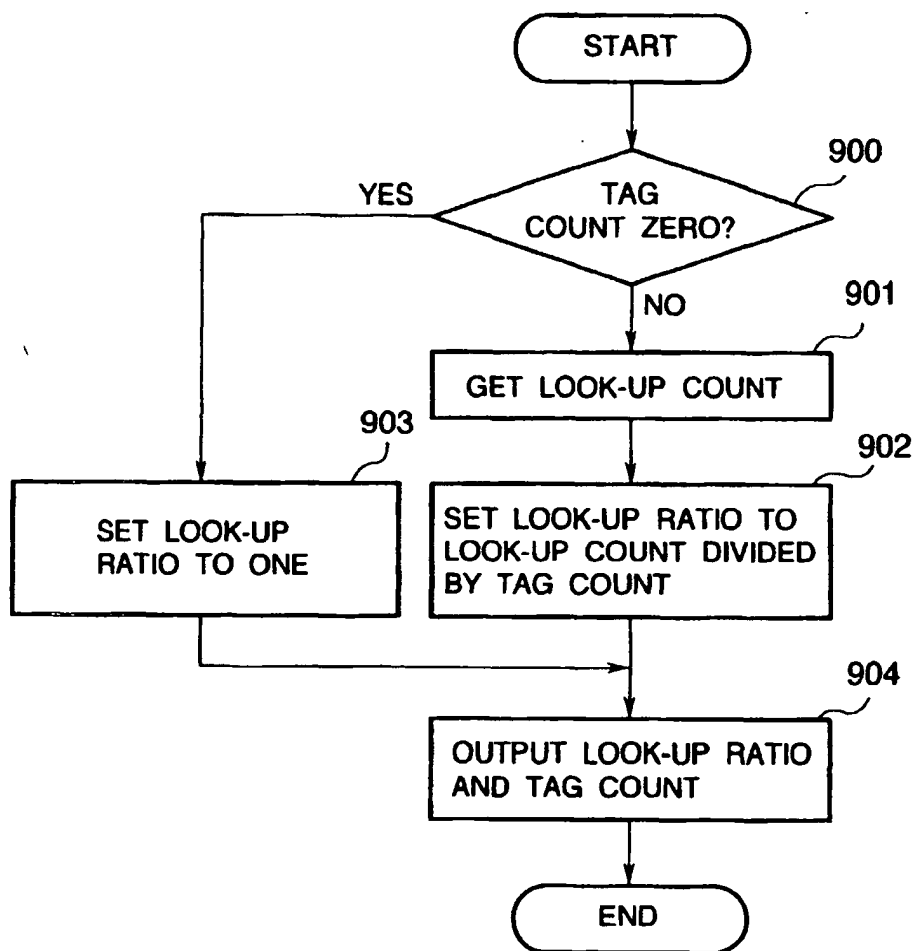 START
900
YES
TAG
COUNT ZERO?
NO
901
GET LOOK-UP COUNT
903
902
SET LOOK-UP
RATIO TO ONE
SET LOOK-UP RATIO TO
LOOK-UP COUNT DIVIDED
BY TAG COUNT
904
OUTPUT LOOK-UP RATIO
AND TAG COUNT
END